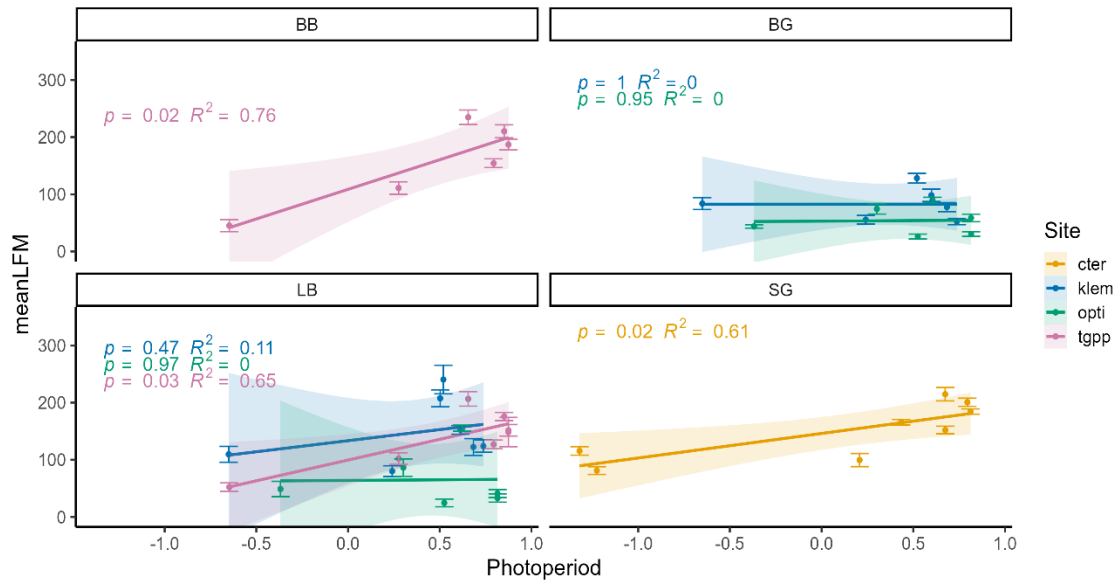 BB
BG
meanLFM
300
200
100
0
p = 0.02 R² = 0.76
p = 1 R² = 0
p = 0.95 R² = 0
LB
SG
300
200
100
0
p = 0.47 R² = 0.11
p = 0.97 R² = 0
p = 0.03 R² = 0.65
p = 0.02 R² = 0.61
-1.0
-0.5
0.0
0.5
1.0
-1.0
-0.5
0.0
0.5
1.0
Photoperiod
Site
cter
klem
opti
tgpp